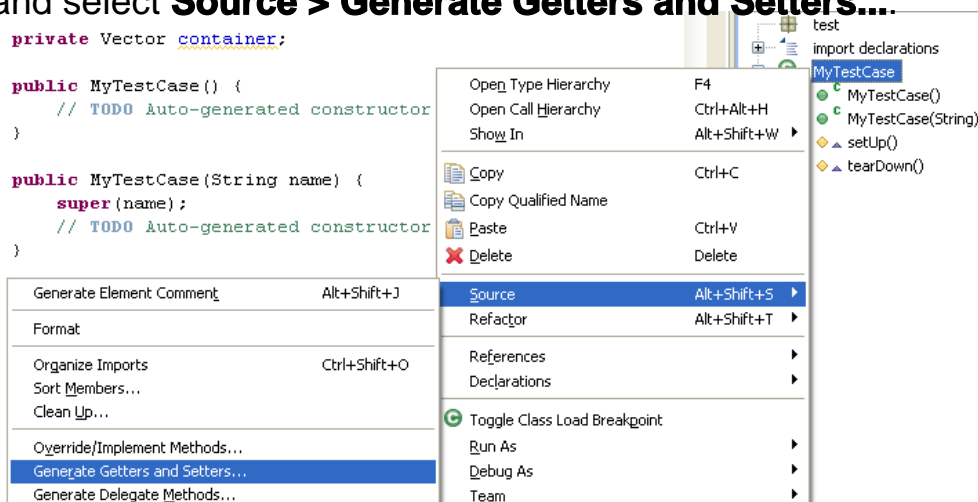 and select Source > Generate Getters and Setters...
private Vector container;
public MyTestCase() {
// TODO Auto-generated constructor
}
public MyTestCase(String name) {
super(name);
// TODO Auto-generated constructor
}
test
import declarations
MyTestCase
MyTestCase()
MyTestCase(String)
setUp()
tearDown()
Open Type Hierarchy F4
Open Call Hierarchy Ctrl+Alt+H
Show In Alt+Shift+W
Copy Ctrl+C
Copy Qualified Name
Paste Ctrl+V
Delete Delete
Source Alt+Shift+S
Refactor Alt+Shift+T
References
Declarations
Toggle Class Load Breakpoint
Run As
Debug As
Team
Generate Element Comment Alt+Shift+J
Format
Organize Imports Ctrl+Shift+O
Sort Members...
Clean Up...
Override/Implement Methods...
Generate Getters and Setters...
Generate Delegate Methods...